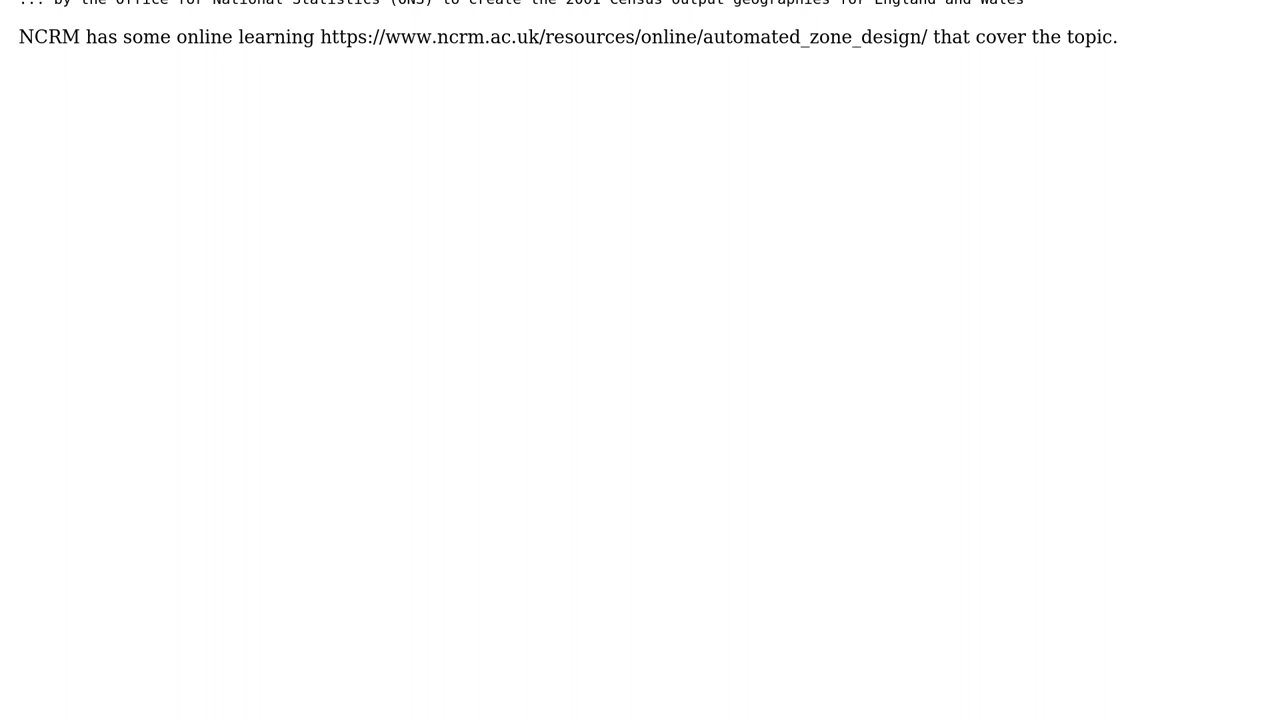 ... by the Office for National Statistics (ONS) to create the 2001 Census output geographies for England and Wales
NCRM has some online learning https://www.ncrm.ac.uk/resources/online/automated_zone_design/ that cover the topic.